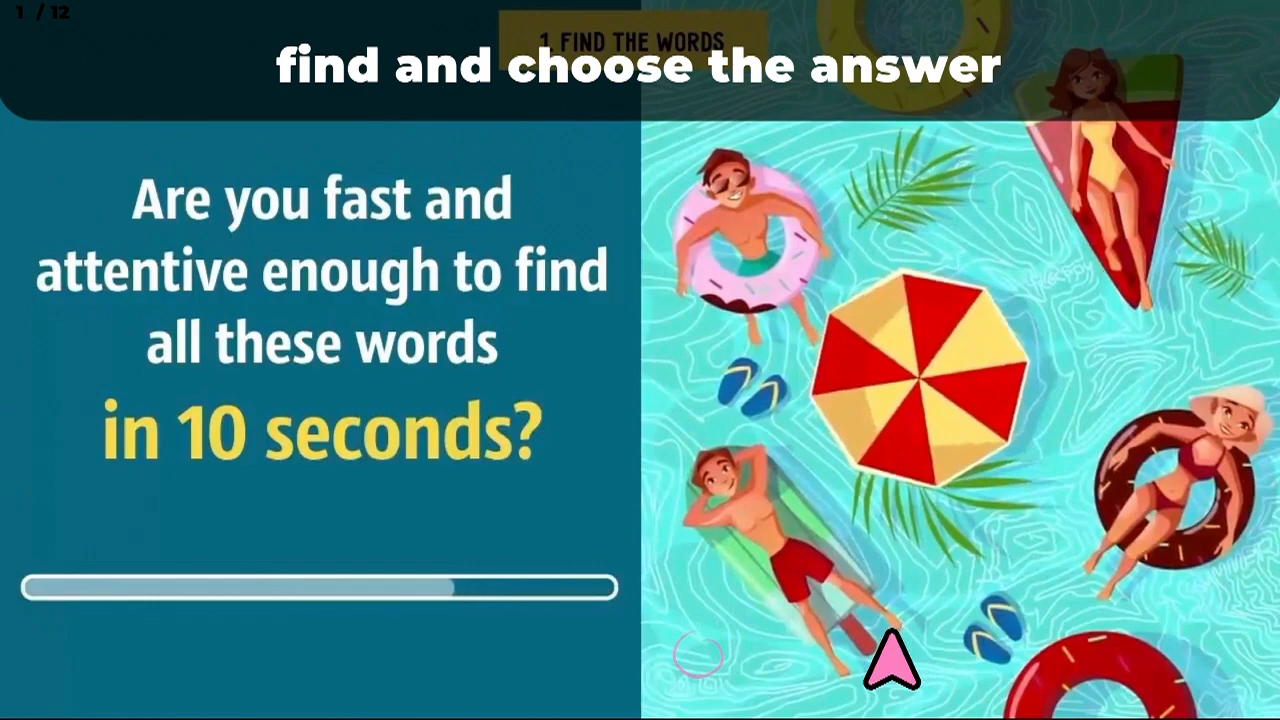 1 / 12
1. FIND THE WORDS
find and choose the answer
Are you fast and
attentive enough to find
all these words
in 10 seconds?